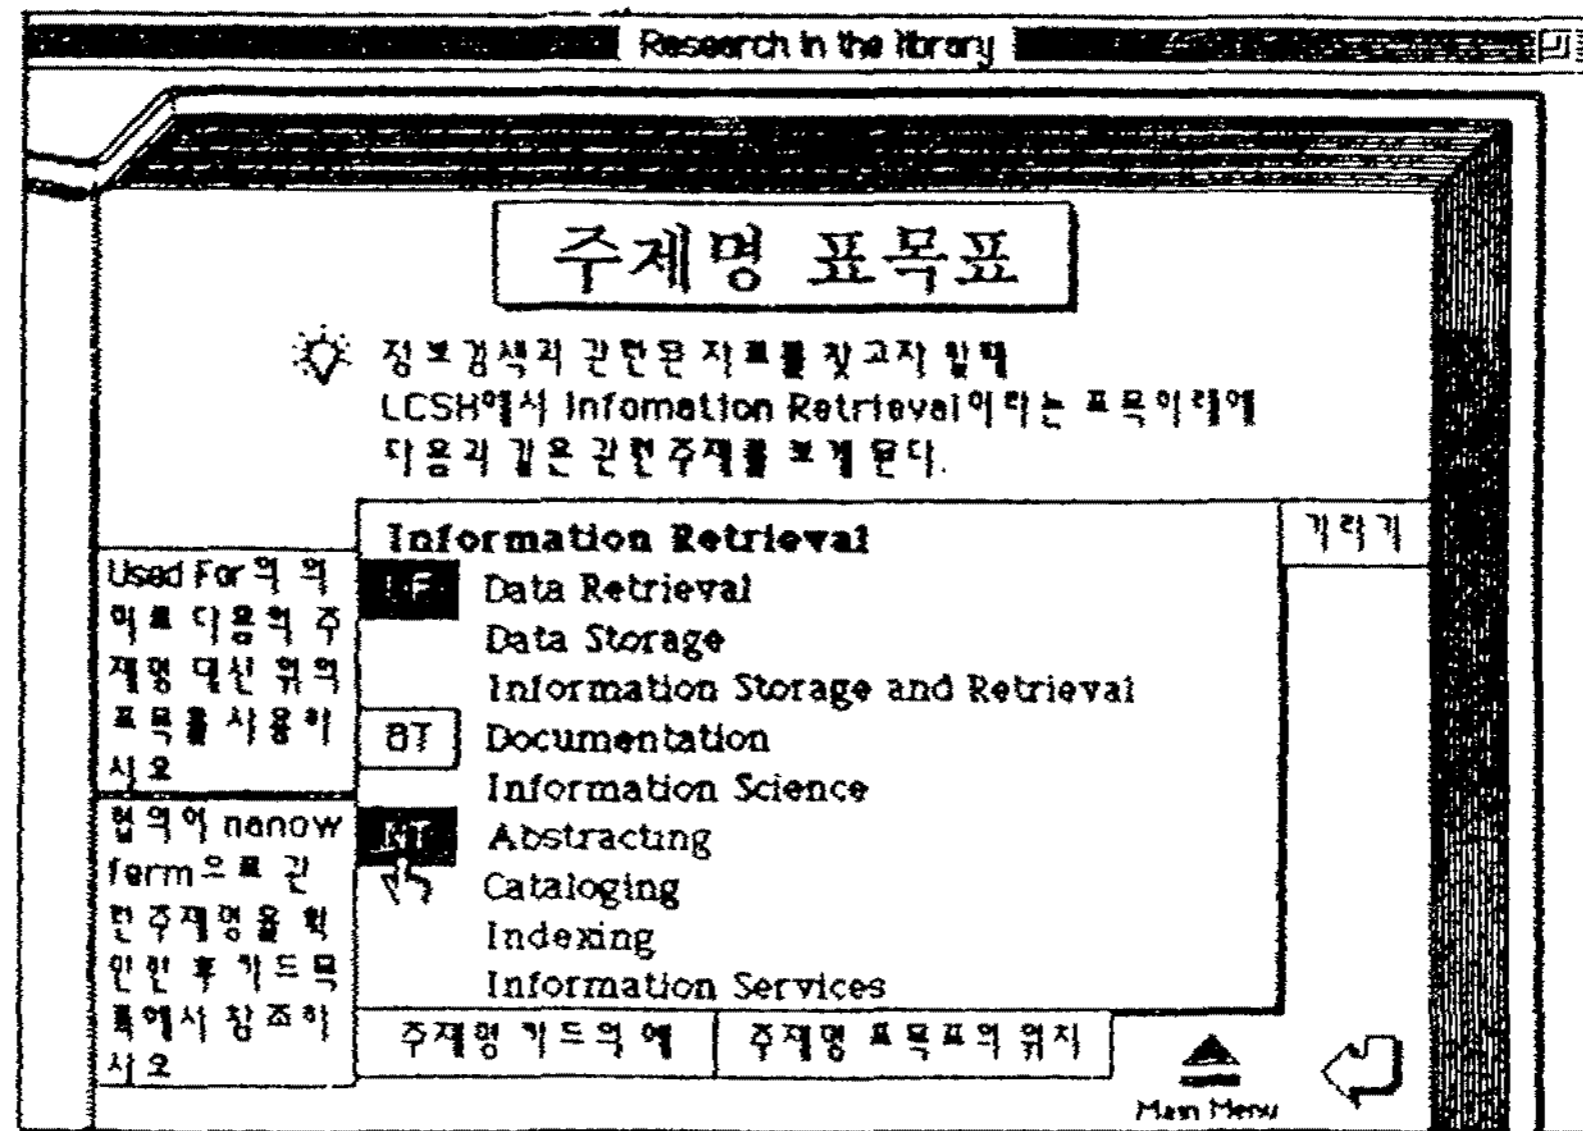 Research in the library
주제명 표목표
정보검색과 관련된 자료를 찾고자 할때
LCSH에서 Infomation Retrieval이라는 표목아래에
다음과 같은 관련주제를 보게 된다.
Information Retrieval
가리기
Used For의 의
미로 다음의 주
제명 대신 위의
표목를 사용하
시오
UF Data Retrieval
Data Storage
Information Storage and Retrieval
BT Documentation
Information Science
협의어 narrow
term으로 관
련주제명을 확
인한 후 카드목
록에서 참조하
시오
NT Abstracting
Cataloging
Indexing
Information Services
주제명 카드의 예
주제명 표목표의 위치
Main Menu